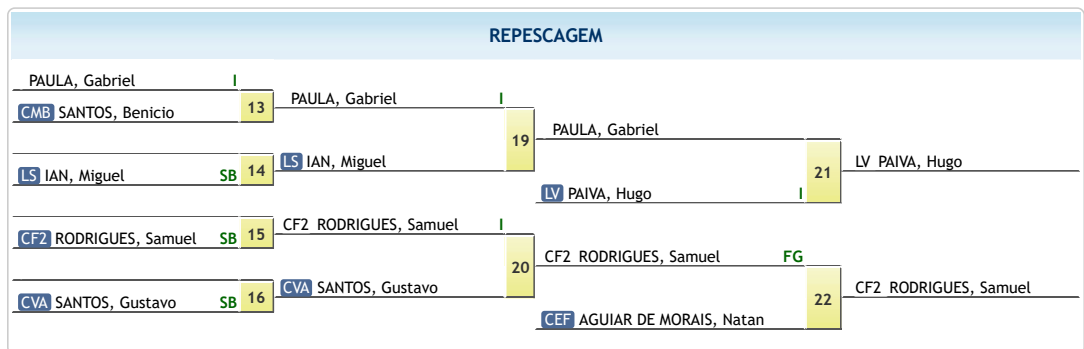 REPESCAGEM
PAULA, Gabriel I
CMB SANTOS, Benicio
13
PAULA, Gabriel I
LS IAN, Miguel SB
14
LS IAN, Miguel
19
PAULA, Gabriel
LV PAIVA, Hugo I
21
LV PAIVA, Hugo
CF2 RODRIGUES, Samuel SB
15
CF2 RODRIGUES, Samuel I
CVA SANTOS, Gustavo SB
16
CVA SANTOS, Gustavo
20
CF2 RODRIGUES, Samuel FG
CEF AGUIAR DE MORAIS, Natan
22
CF2 RODRIGUES, Samuel